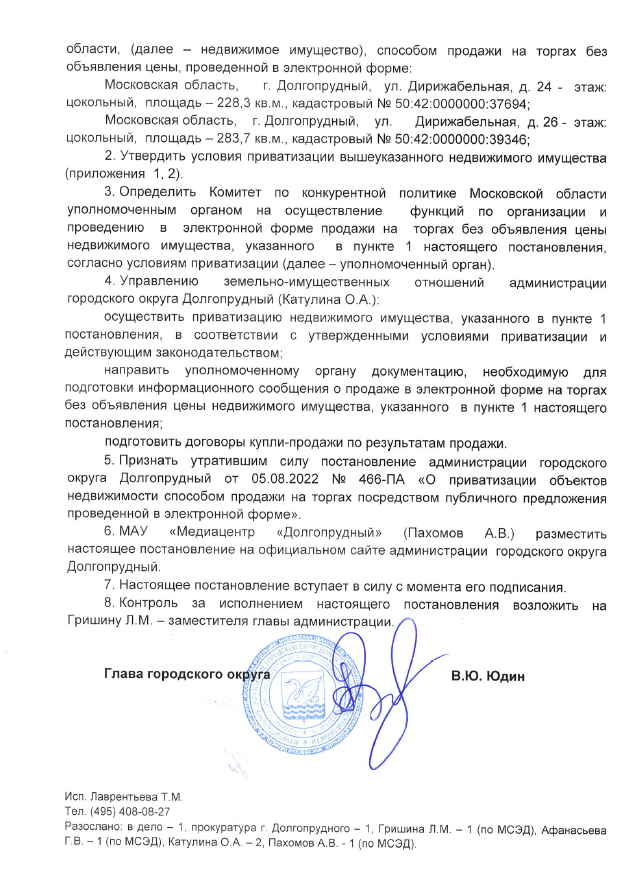 области, (далее – недвижимое имущество), способом продажи на торгах без
объявления цены, проведенной в электронной форме:
Московская область, г. Долгопрудный, ул. Дирижабельная, д. 24 - этаж:
цокольный, площадь – 228,3 кв.м., кадастровый № 50:42:0000000:37694;
Московская область, г. Долгопрудный, ул. Дирижабельная, д. 26 - этаж:
цокольный, площадь – 283,7 кв.м., кадастровый № 50:42:0000000:39346;
2. Утвердить условия приватизации вышеуказанного недвижимого имущества
(приложения 1, 2).
3. Определить Комитет по конкурентной политике Московской области
уполномоченным органом на осуществление функций по организации и
проведению в электронной форме продажи на торгах без объявления цены
недвижимого имущества, указанного в пункте 1 настоящего постановления,
согласно условиям приватизации (далее – уполномоченный орган).
4. Управлению земельно-имущественных отношений администрации
городского округа Долгопрудный (Катулина О.А.):
осуществить приватизацию недвижимого имущества, указанного в пункте 1
постановления, в соответствии с утвержденными условиями приватизации и
действующим законодательством;
направить уполномоченному органу документацию, необходимую для
подготовки информационного сообщения о продаже в электронной форме на торгах
без объявления цены недвижимого имущества, указанного в пункте 1 настоящего
постановления;
подготовить договоры купли-продажи по результатам продажи.
5. Признать утратившим силу постановление администрации городского
округа Долгопрудный от 05.08.2022 № 466-ПА «О приватизации объектов
недвижимости способом продажи на торгах посредством публичного предложения
проведенной в электронной форме».
6. МАУ «Медиацентр «Долгопрудный» (Пахомов А.В.) разместить
настоящее постановление на официальном сайте администрации городского округа
Долгопрудный.
7. Настоящее постановление вступает в силу с момента его подписания.
8. Контроль за исполнением настоящего постановления возложить на
Гришину Л.М. – заместителя главы администрации.
Глава городского округа В.Ю. Юдин
Исп. Лаврентьева Т.М.
Тел. (495) 408-08-27
Разослано: в дело – 1, прокуратура г. Долгопрудного – 1, Гришина Л.М. – 1 (по МСЭД), Афанасьева
Г.В. – 1 (по МСЭД), Катулина О.А. – 2, Пахомов А.В. - 1 (по МСЭД).